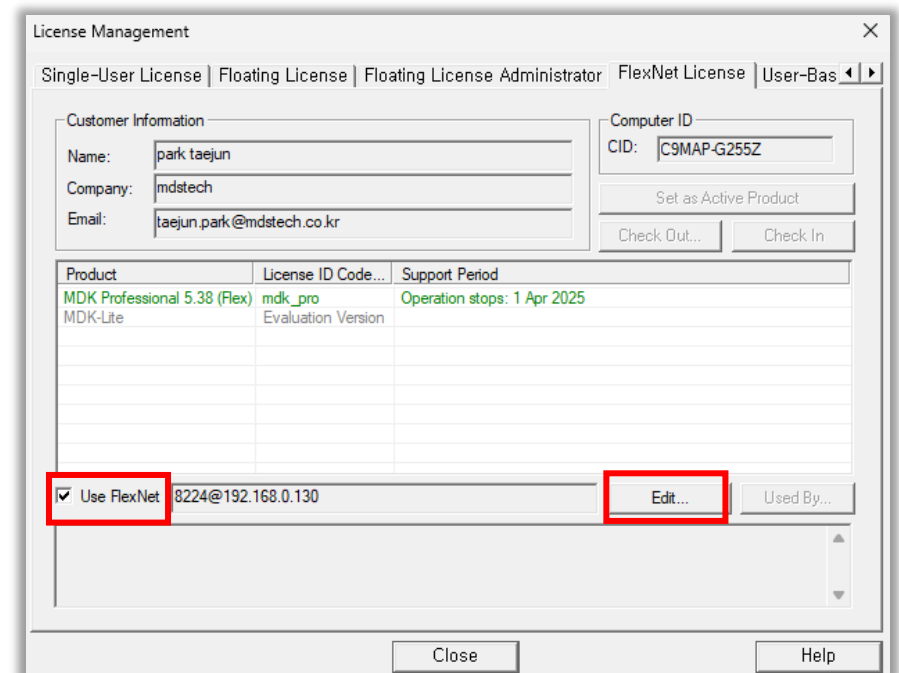 License Management
Single-User License | Floating License | Floating License Administrator | FlexNet License | User-Bas
Customer Information
Name: park taejun
Company: mdstech
Email: taejun.park@mdstech.co.kr
Computer ID
CID: C9MAP-G255Z
Set as Active Product
Check Out... Check In
Product License ID Code... Support Period
MDK Professional 5.38 (Flex) mdk_pro Operation stops: 1 Apr 2025
MDK-Lite Evaluation Version
Use FlexNet 8224@192.168.0.130 Edit... Used By...
Close Help